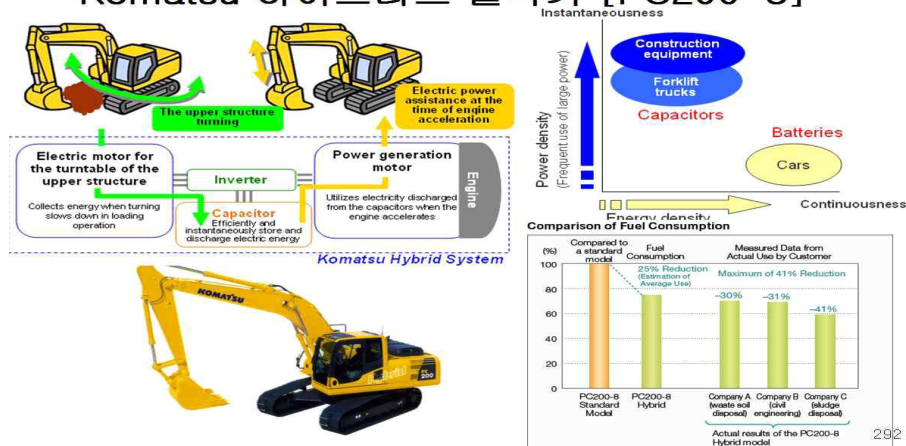 Komatsu 하이브리드 굴삭기 [PC200-8]
The upper structure
turning
Electric power
assistance at the
time of engine
acceleration
Electric motor for
the turntable of the
upper structure
Collects energy when turning
slows down in loading
operation
Inverter
Capacitor
Efficiently and
instantaneously store and
discharge electric energy
Power generation
motor
Utilizes electricity discharged
from the capacitors when the
engine accelerates
Engine
Komatsu Hybrid System
KOMATSU
Hybrid
PC
200
Instantaneousness
Power density
(Frequent use of large power)
Construction
equipment
Forklift
trucks
Capacitors
Batteries
Cars
Continuousness
Energy density
Comparison of Fuel Consumption
(%)
Compared to
a standard
model
Fuel
Consumption
Measured Data from
Actual Use by Customer
25% Reduction
(Estimation of
Average Use)
Maximum of 41% Reduction
100
80
60
40
20
0
–30%
–31%
–41%
PC200-8
Standard
Model
PC200-8
Hybrid
Company A
(waste soil
disposal)
Company B
(civil
engineering)
Company C
(sludge
disposal)
Actual results of the PC200-8
Hybrid model
292